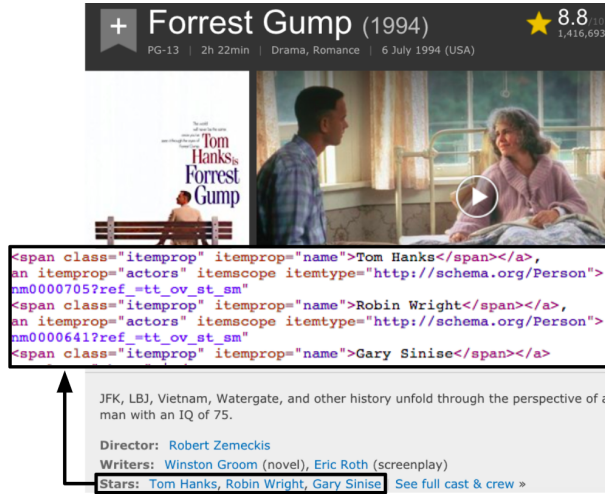 + Forrest Gump (1994)
8.8/10
1,416,693
PG-13 | 2h 22min | Drama, Romance | 6 July 1994 (USA)
Tom
Hanks is
Forrest
Gump
<span class="itemprop" itemprop="name">Tom Hanks</span></a>,
an itemprop="actors" itemscope itemtype="http://schema.org/Person">
nm0000705?ref_=tt_ov_st_sm"
<span class="itemprop" itemprop="name">Robin Wright</span></a>,
an itemprop="actors" itemscope itemtype="http://schema.org/Person">
nm0000641?ref_=tt_ov_st_sm"
<span class="itemprop" itemprop="name">Gary Sinise</span></a>
JFK, LBJ, Vietnam, Watergate, and other history unfold through the perspective of a
man with an IQ of 75.
Director: Robert Zemeckis
Writers: Winston Groom (novel), Eric Roth (screenplay)
Stars: Tom Hanks, Robin Wright, Gary Sinise See full cast & crew »